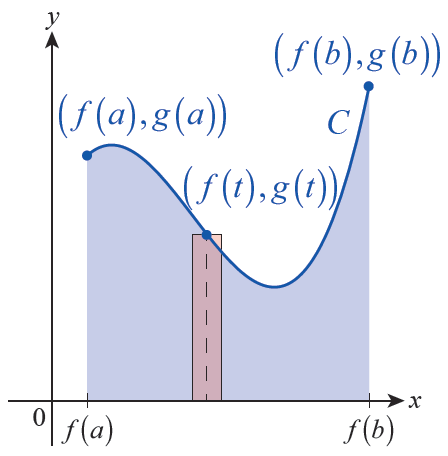 y
(f(b),g(b))
(f(a),g(a))
C
(f(t),g(t))
x
0
f(a)
f(b)